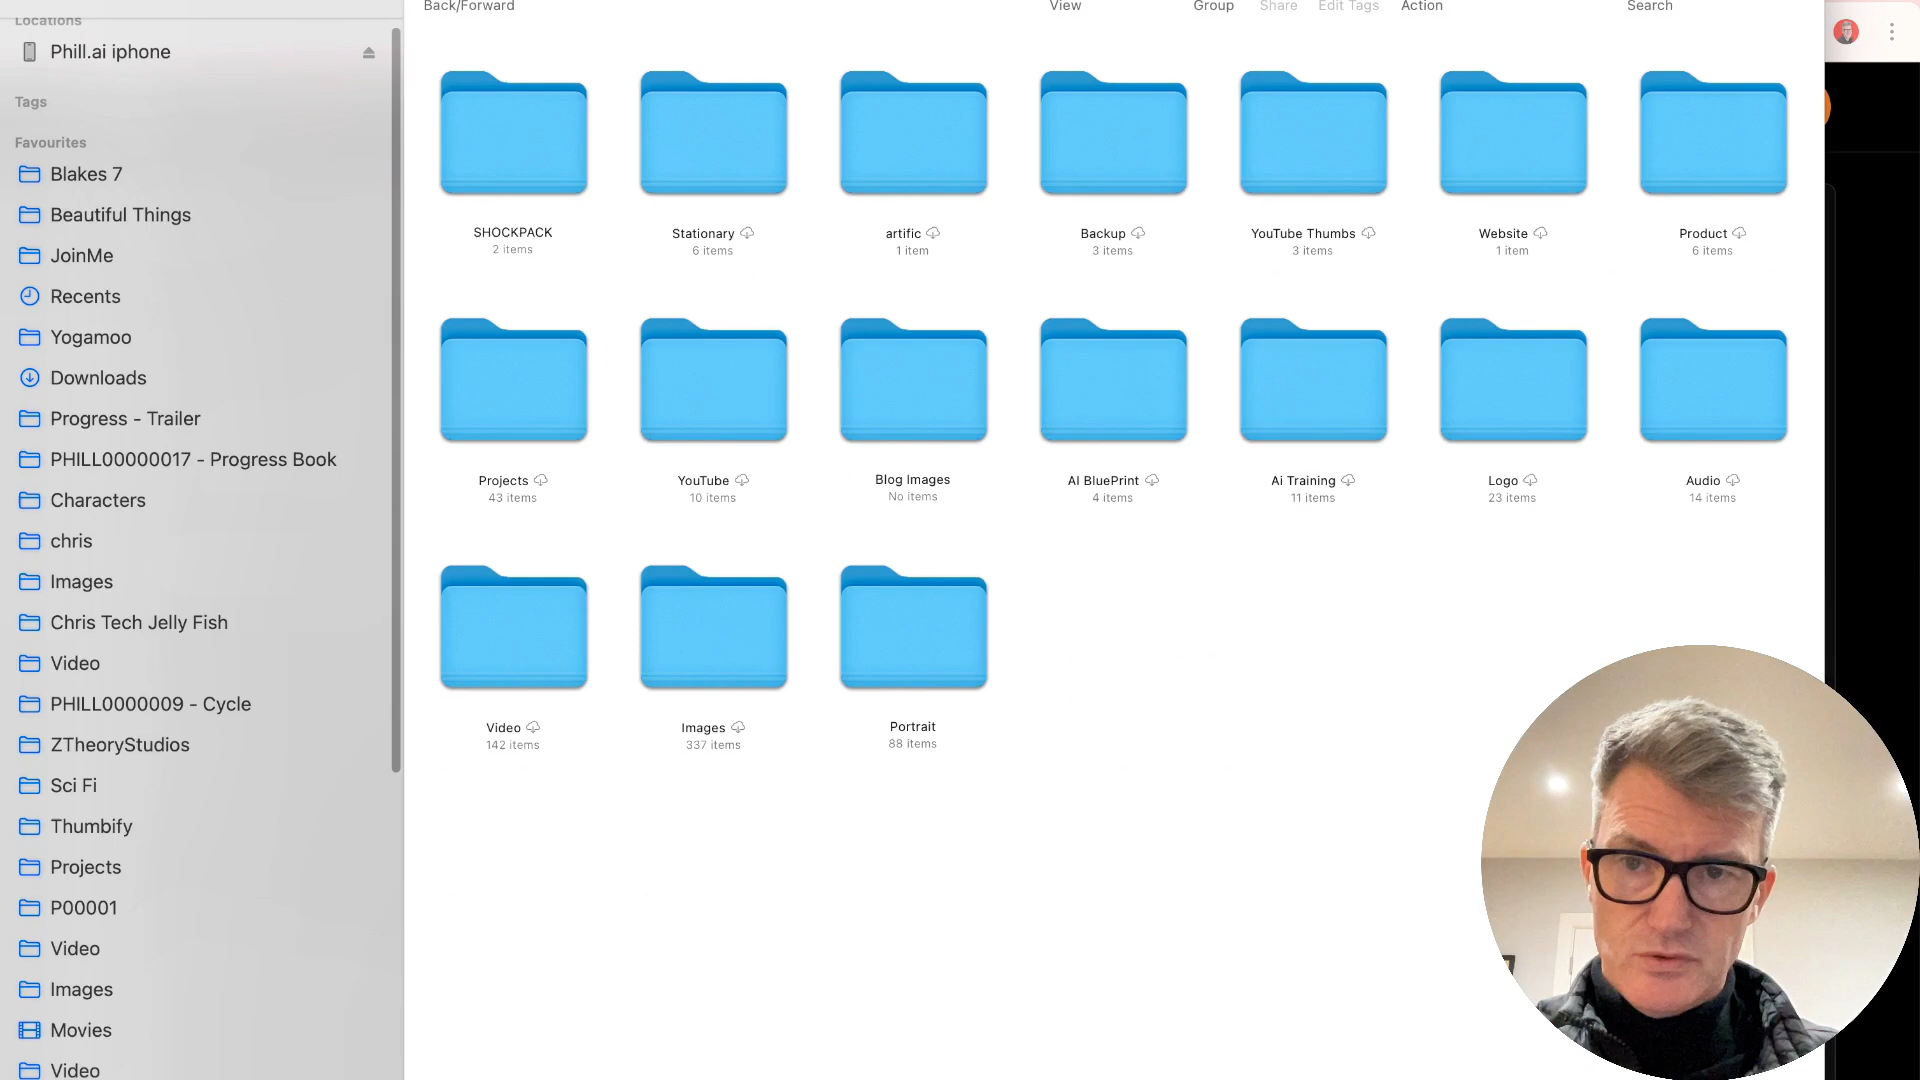 Back/Forward View Group Share Edit Tags Action Search
Locations
Phill.ai iphone
Tags
Favourites
Blakes 7
Beautiful Things
JoinMe
Recents
Yogamoo
Downloads
Progress - Trailer
PHILL00000017 - Progress Book
Characters
chris
Images
Chris Tech Jelly Fish
Video
PHILL0000009 - Cycle
ZTheoryStudios
Sci Fi
Thumbify
Projects
P00001
Video
Images
Movies
Video
SHOCKPACK
2 items
Stationary
6 items
artific
1 item
Backup
3 items
YouTube Thumbs
3 items
Website
1 item
Product
6 items
Projects
43 items
YouTube
10 items
Blog Images
No items
AI BluePrint
4 items
Ai Training
11 items
Logo
23 items
Audio
14 items
Video
142 items
Images
337 items
Portrait
88 items